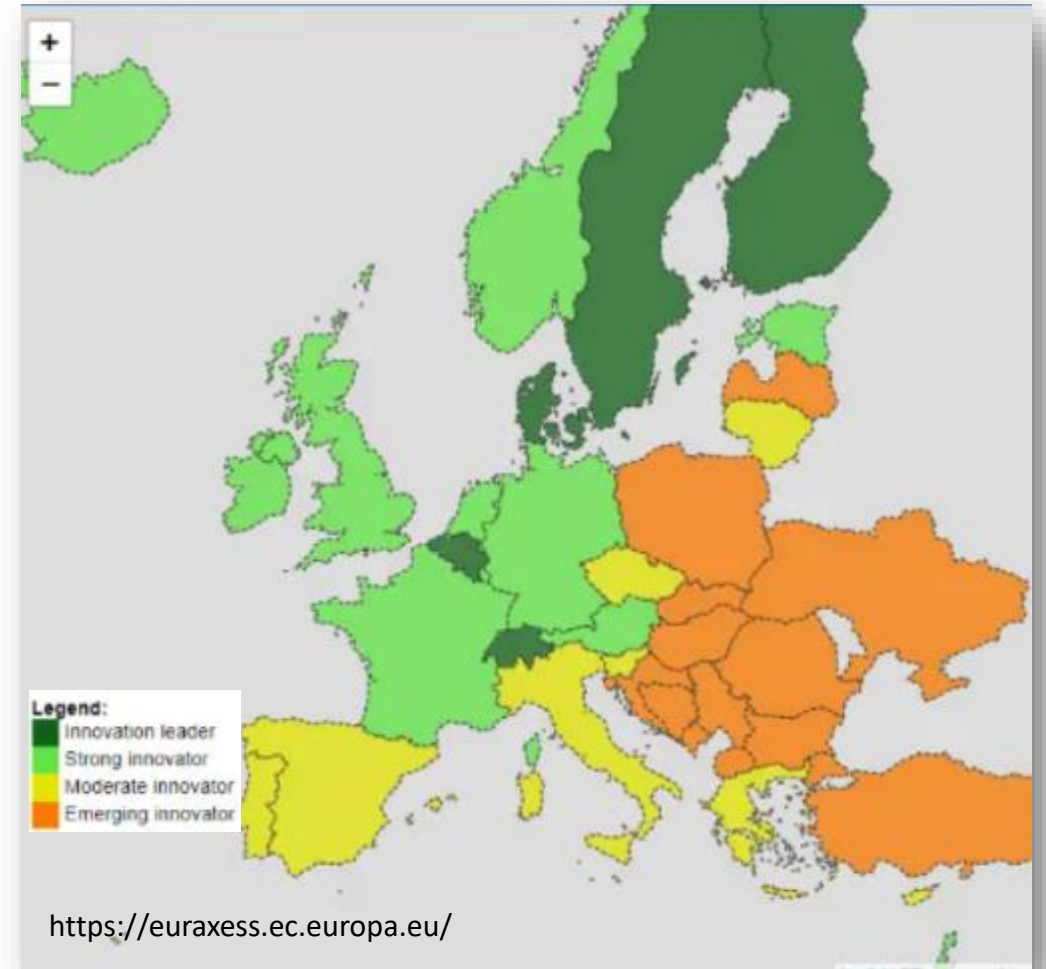 +
−
Legend:
Innovation leader
Strong innovator
Moderate innovator
Emerging innovator
https://euraxess.ec.europa.eu/